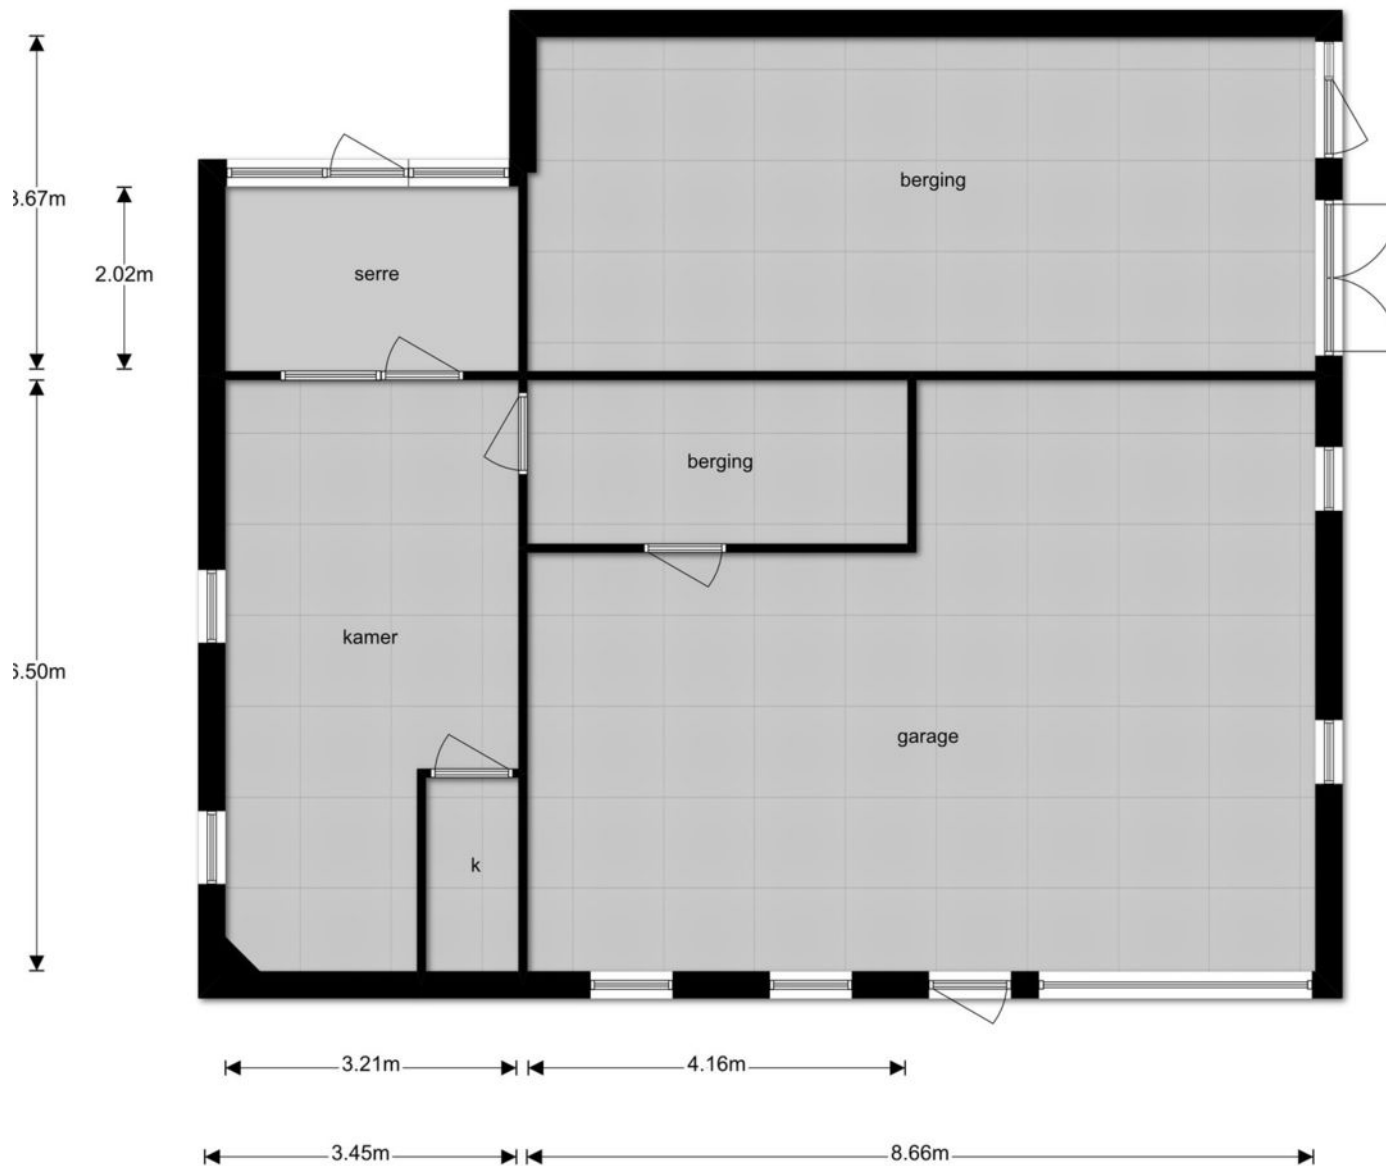 3.67m
berging
2.02m
serre
berging
6.50m
kamer
garage
k
3.21m
4.16m
3.45m
8.66m